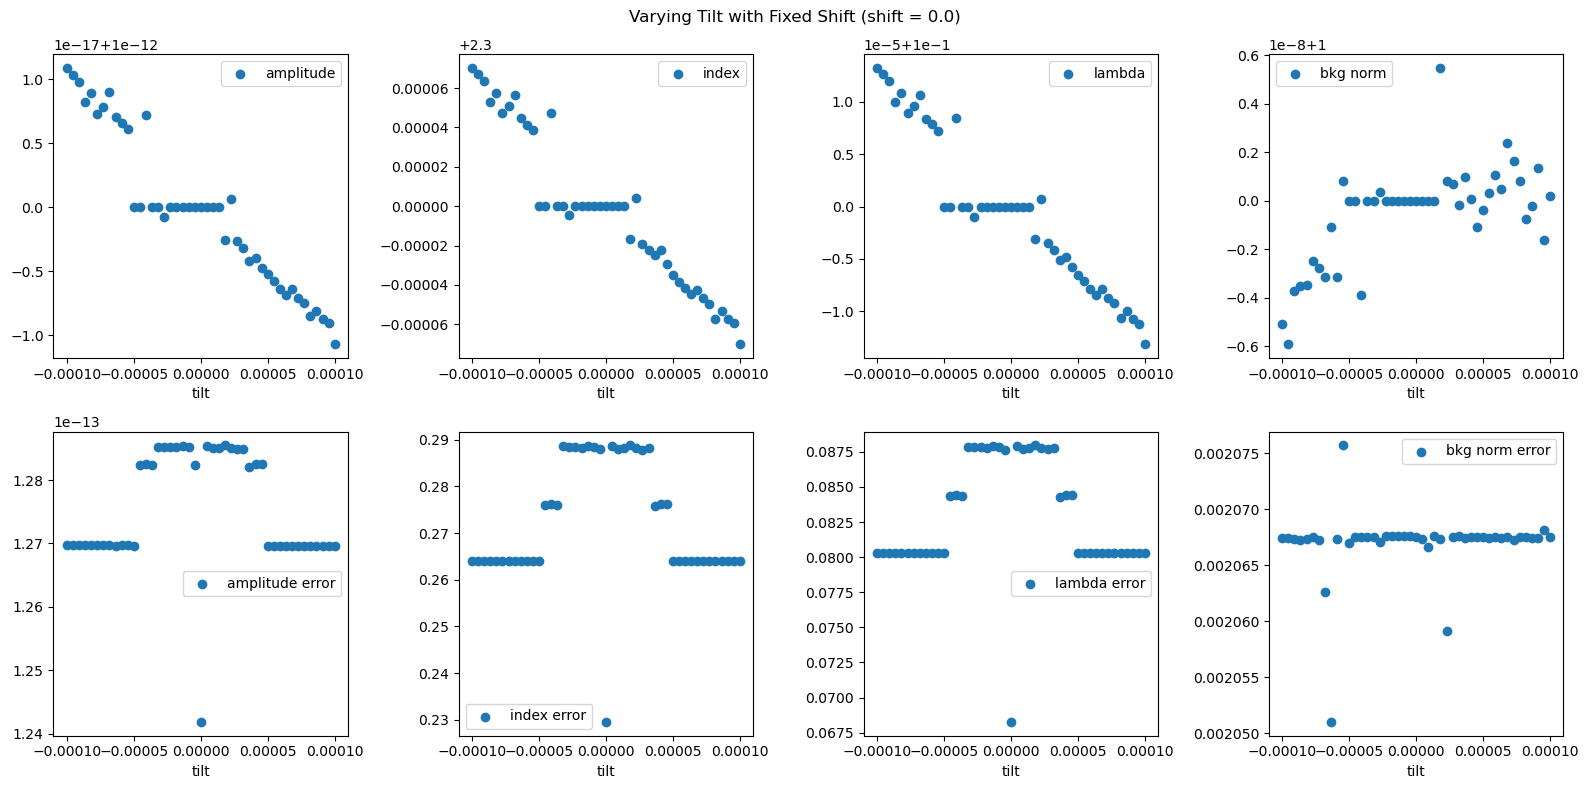 Varying Tilt with Fixed Shift (shift = 0.0)
1e−17+1e−12
amplitude
1.0
0.5
0.0
−0.5
−1.0
−0.00010 −0.00005 0.00000 0.00005 0.00010
tilt
+2.3
index
0.00006
0.00004
0.00002
0.00000
−0.00002
−0.00004
−0.00006
−0.00010 −0.00005 0.00000 0.00005 0.00010
tilt
1e−5+1e−1
lambda
1.0
0.5
0.0
−0.5
−1.0
−0.00010 −0.00005 0.00000 0.00005 0.00010
tilt
1e−8+1
bkg norm
0.6
0.4
0.2
0.0
−0.2
−0.4
−0.6
−0.00010 −0.00005 0.00000 0.00005 0.00010
tilt
1e−13
1.28
1.27
1.26
1.25
1.24
amplitude error
−0.00010 −0.00005 0.00000 0.00005 0.00010
tilt
0.29
0.28
0.27
0.26
0.25
0.24
0.23
index error
−0.00010 −0.00005 0.00000 0.00005 0.00010
tilt
0.0875
0.0850
0.0825
0.0800
0.0775
0.0750
0.0725
0.0700
0.0675
lambda error
−0.00010 −0.00005 0.00000 0.00005 0.00010
tilt
bkg norm error
0.002075
0.002070
0.002065
0.002060
0.002055
0.002050
−0.00010 −0.00005 0.00000 0.00005 0.00010
tilt